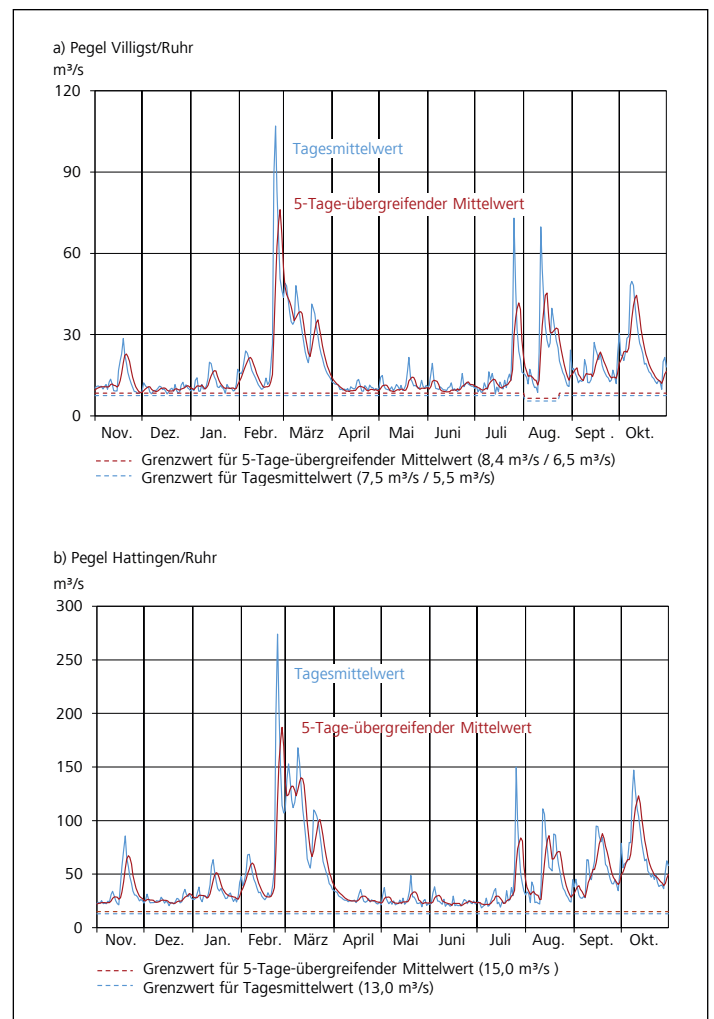 a) Pegel Villigst/Ruhr
m³/s
120
90
60
30
0
Tagesmittelwert
5-Tage-übergreifender Mittelwert
Nov. Dez. Jan. Febr. März April Mai Juni Juli Aug. Sept . Okt.
Grenzwert für 5-Tage-übergreifender Mittelwert (8,4 m³/s / 6,5 m³/s)
Grenzwert für Tagesmittelwert (7,5 m³/s / 5,5 m³/s)
b) Pegel Hattingen/Ruhr
m³/s
300
250
200
150
100
50
0
Tagesmittelwert
5-Tage-übergreifender Mittelwert
Nov. Dez. Jan. Febr. März April Mai Juni Juli Aug. Sept. Okt.
Grenzwert für 5-Tage-übergreifender Mittelwert (15,0 m³/s )
Grenzwert für Tagesmittelwert (13,0 m³/s)